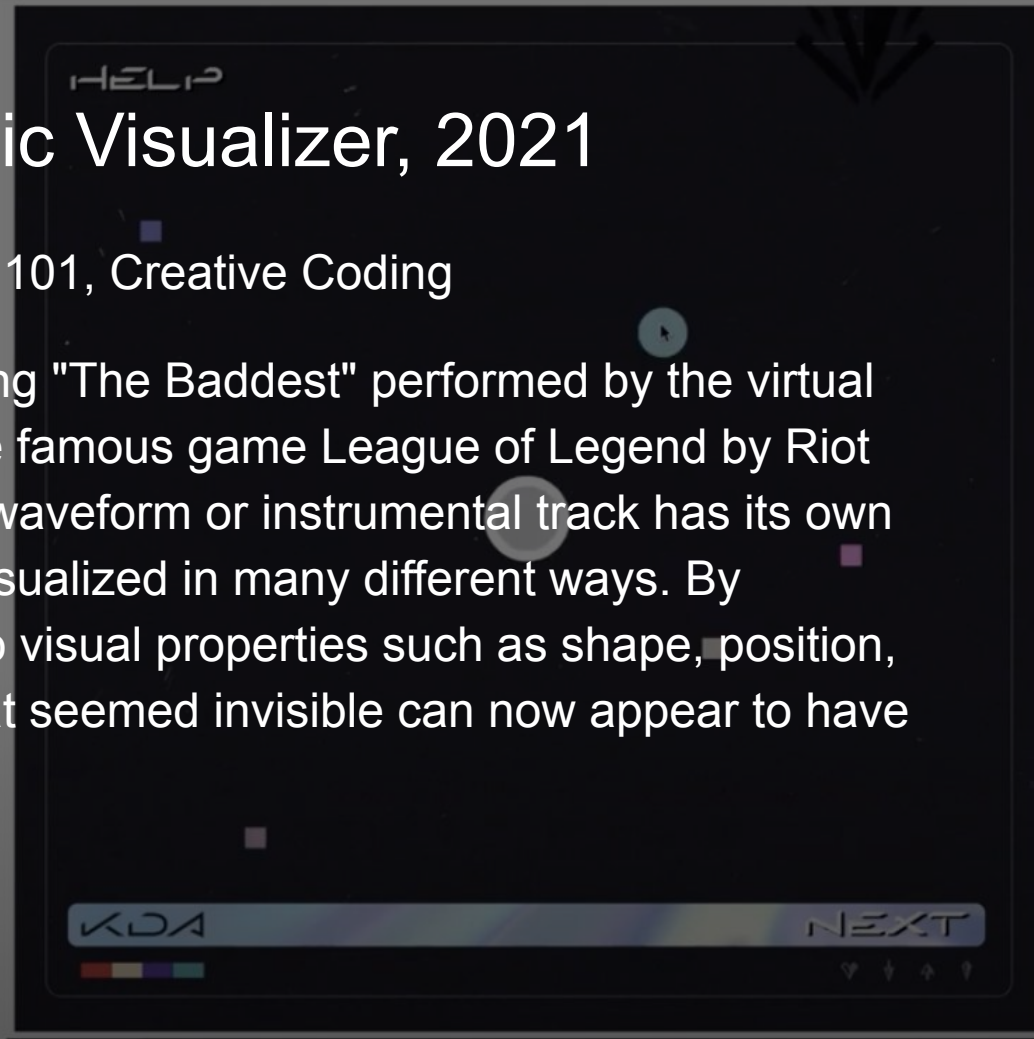 HELP
ic Visualizer, 2021
101, Creative Coding
ng "The Baddest" performed by the virtual
famous game League of Legend by Riot
waveform or instrumental track has its own
sualized in many different ways. By
visual properties such as shape, position,
t seemed invisible can now appear to have
KDA NEXT